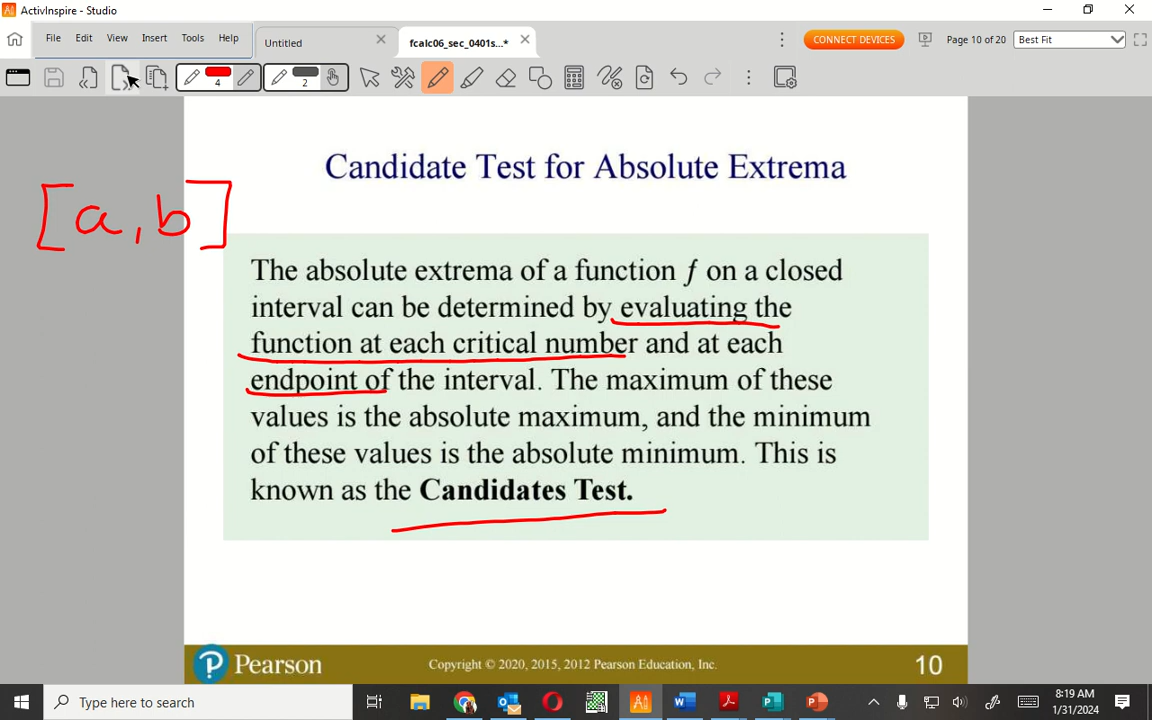 ActivInspire - Studio
File Edit View Insert Tools Help
Untitled
fcalc06_sec_0401s...*
CONNECT DEVICES
Page 10 of 20
Best Fit
4
2
Candidate Test for Absolute Extrema
[a,b]
The absolute extrema of a function f on a closed
interval can be determined by evaluating the
function at each critical number and at each
endpoint of the interval. The maximum of these
values is the absolute maximum, and the minimum
of these values is the absolute minimum. This is
known as the Candidates Test.
Pearson
Copyright © 2020, 2015, 2012 Pearson Education, Inc.
10
Type here to search
8:19 AM
1/31/2024